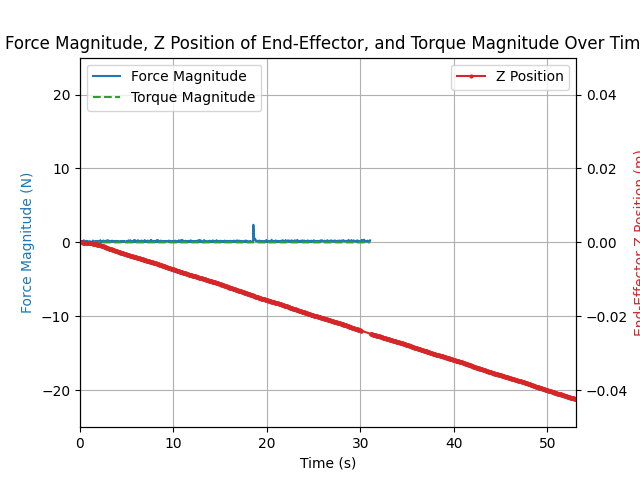 Force Magnitude, Z Position of End-Effector, and Torque Magnitude Over Tim
Force Magnitude
Torque Magnitude
Z Position
20
10
0
−10
−20
Force Magnitude (N)
0.04
0.02
0.00
−0.02
−0.04
End-Effector Z Position (m)
0
10
20
30
40
50
Time (s)